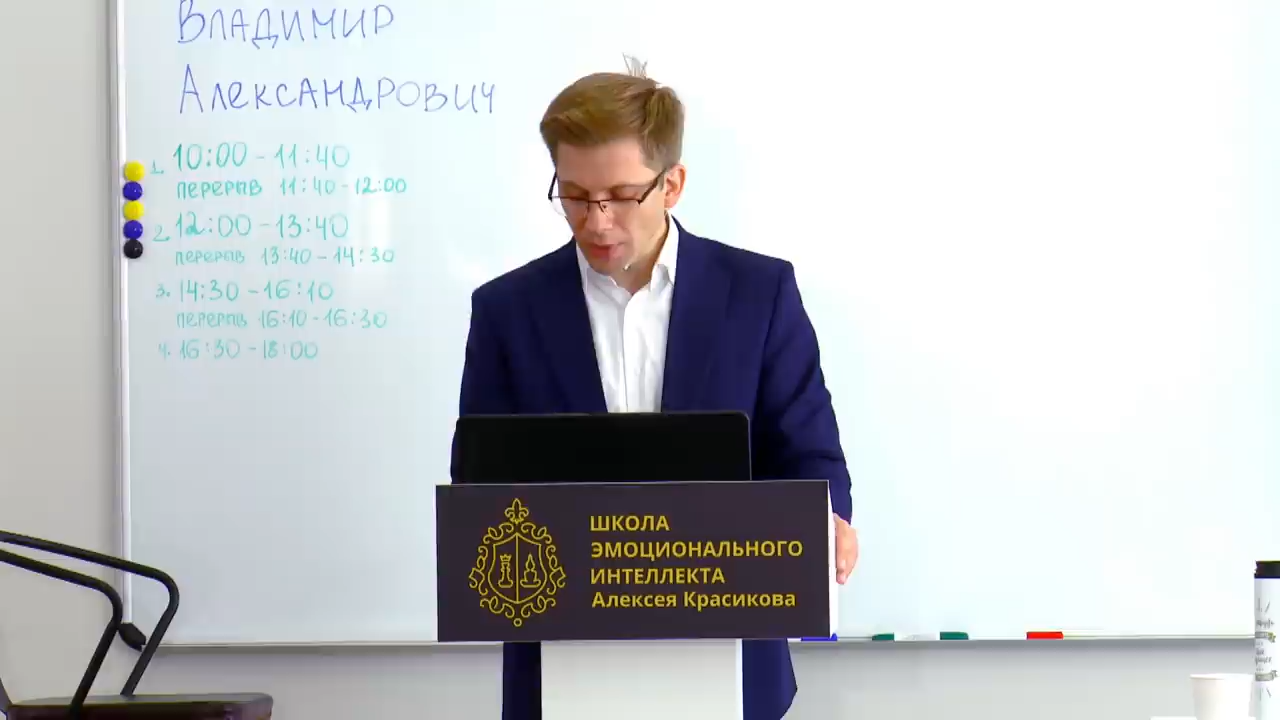 Владимир
Александрович
1. 10:00 - 11:40
перерыв 11:40 - 12:00
2. 12:00 - 13:40
перерыв 13:40 - 14:30
3. 14:30 - 16:10
перерыв 16:10 - 16:30
4. 16:30 - 18:00
ШКОЛА
ЭМОЦИОНАЛЬНОГО
ИНТЕЛЛЕКТА
Алексея Красикова